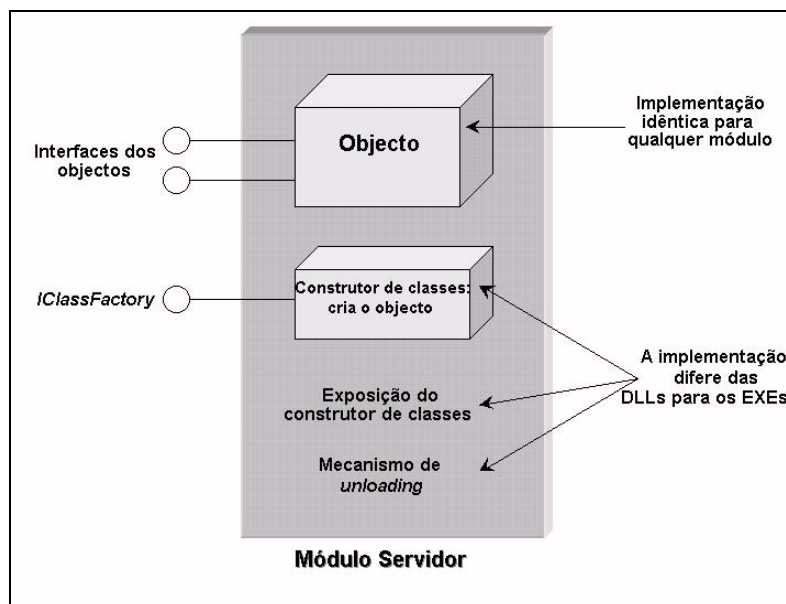 Objecto
Implementação
idêntica para
qualquer módulo
Interfaces dos
objectos
IClassFactory
Construtor de classes:
cria o objecto
A implementação
difere das
DLLs para os EXEs
Exposição do
construtor de classes
Mecanismo de
unloading
Módulo Servidor